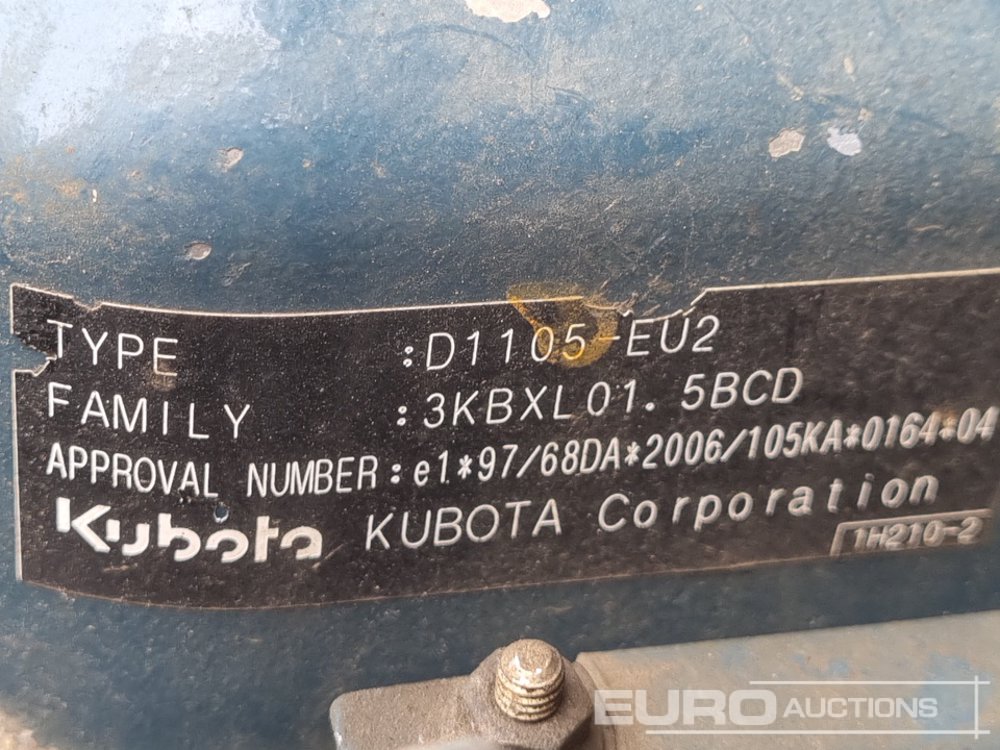 TYPE :D1105-EU2
FAMILY :3KBXL01.5BCD
APPROVAL NUMBER:e1*97/68DA*2006/105KA*0164*04
Kubota KUBOTA Corporation
1H210-2
EURO AUCTIONS